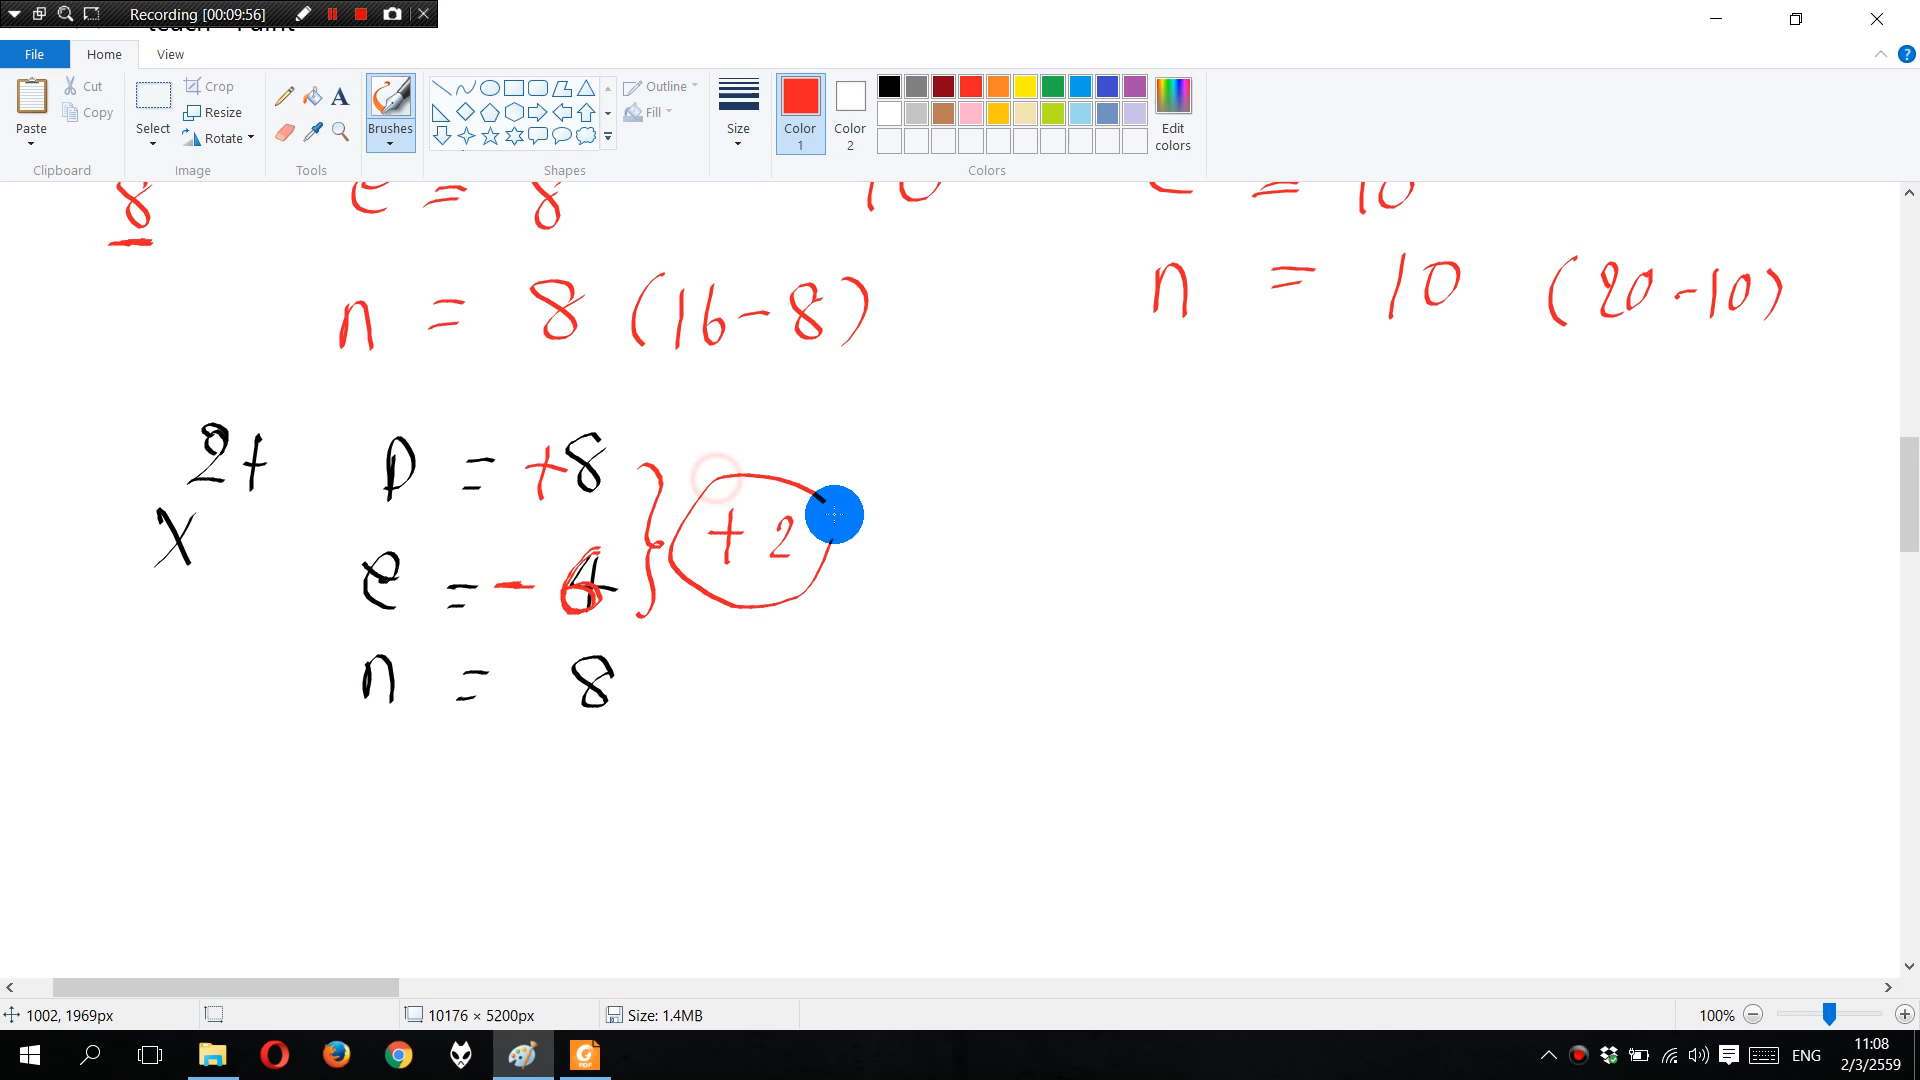 Recording [00:09:56]
File Home View
Paste
Cut
Copy
Clipboard
Select
Crop
Resize
Rotate
Image
Tools
Brushes
Shapes
Outline
Fill
Size
Color 1
Color 2
Edit colors
Colors
8 e = 8 10 e = 10
n = 8 (16-8) n = 10 (20-10)
2+ p = +8
X + 2
e = - 6
n = 8
1002, 1969px 10176 × 5200px Size: 1.4MB 100%
PDF
ENG
11:08
2/3/2559